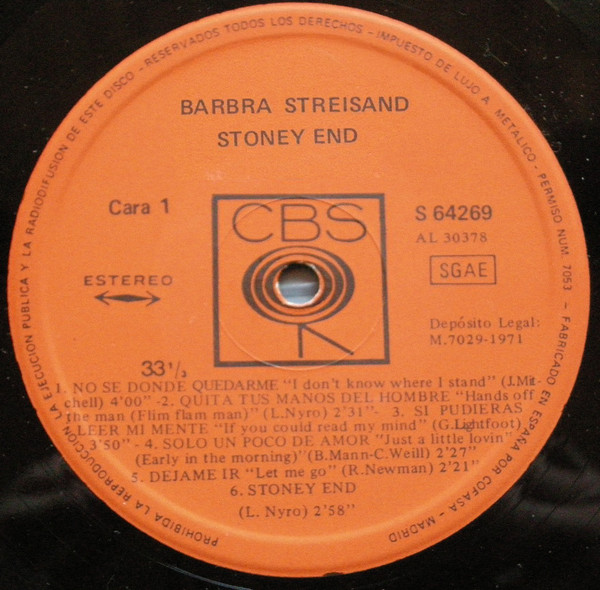 PROHIBIDA LA REPRODUCCION, LA EJECUCION PUBLICA Y LA RADIODIFUSION DE ESTE DISCO - RESERVADOS TODOS LOS DERECHOS - IMPUESTO DE LUJO A METALICO - PERMISO NUM. 7053 - FABRICADO EN ESPAÑA POR COFASA - MADRID
BARBRA STREISAND
STONEY END
Cara 1
CBS
S 64269
AL 30378
SGAE
ESTEREO
Depósito Legal:
M.7029-1971
33 1/3
1. NO SE DONDE QUEDARME "I don't know where I stand" (J.Mit-
chell) 4'00" -2. QUITA TUS MANOS DEL HOMBRE "Hands off
the man (Flim flam man)" (L.Nyro) 2'31"- 3. SI PUDIERAS
LEER MI MENTE "If you could read my mind" (G.Lightfoot)
3'50" - 4. SOLO UN POCO DE AMOR "Just a little lovin'
(Early in the morning)" (B.Mann-C.Weill) 2'27"
5. DEJAME IR "Let me go" (R.Newman) 2'21"
6. STONEY END
(L. Nyro) 2'58"